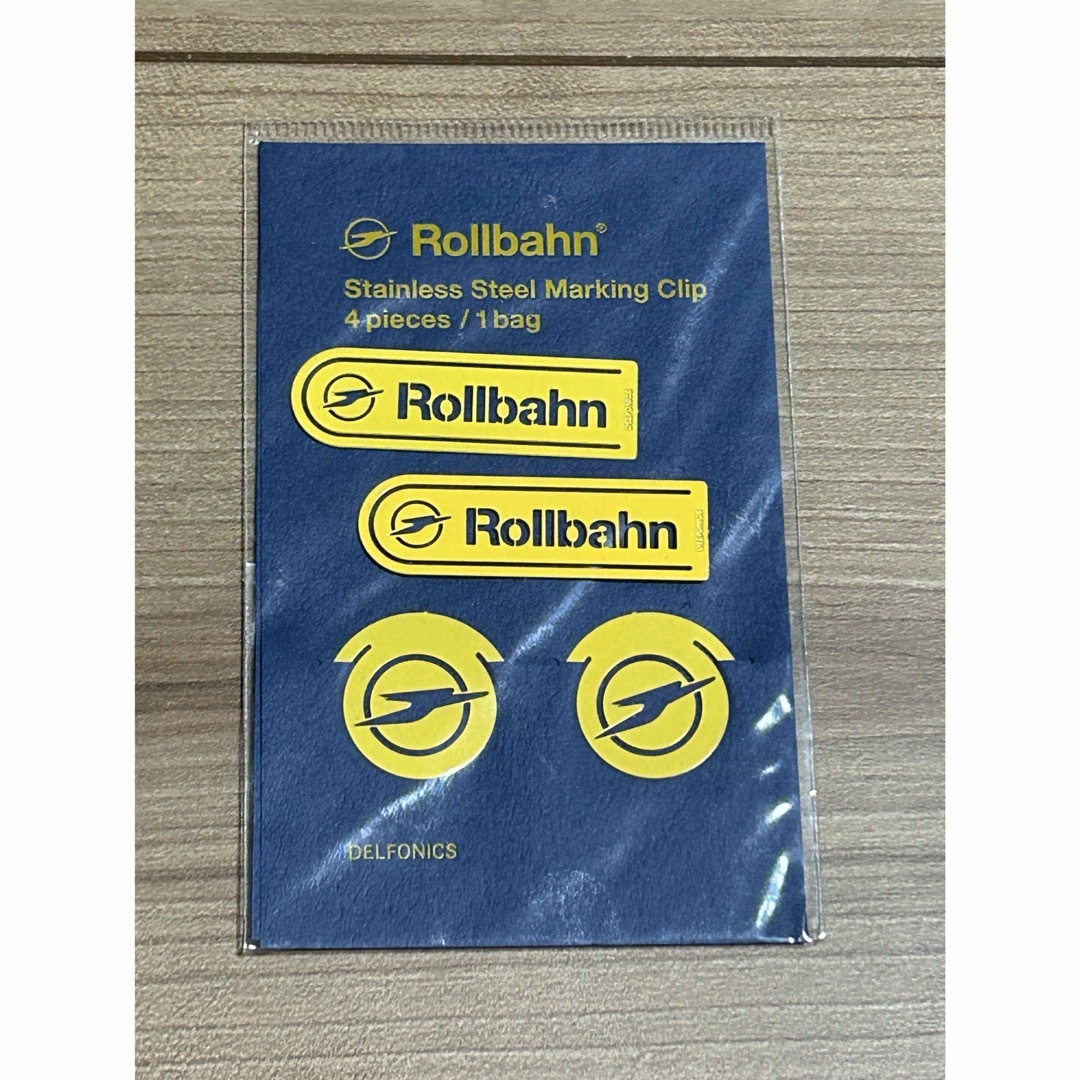 Rollbahn®
Stainless Steel Marking Clip
4 pieces / 1 bag
Rollbahn
Rollbahn
DELFONICS